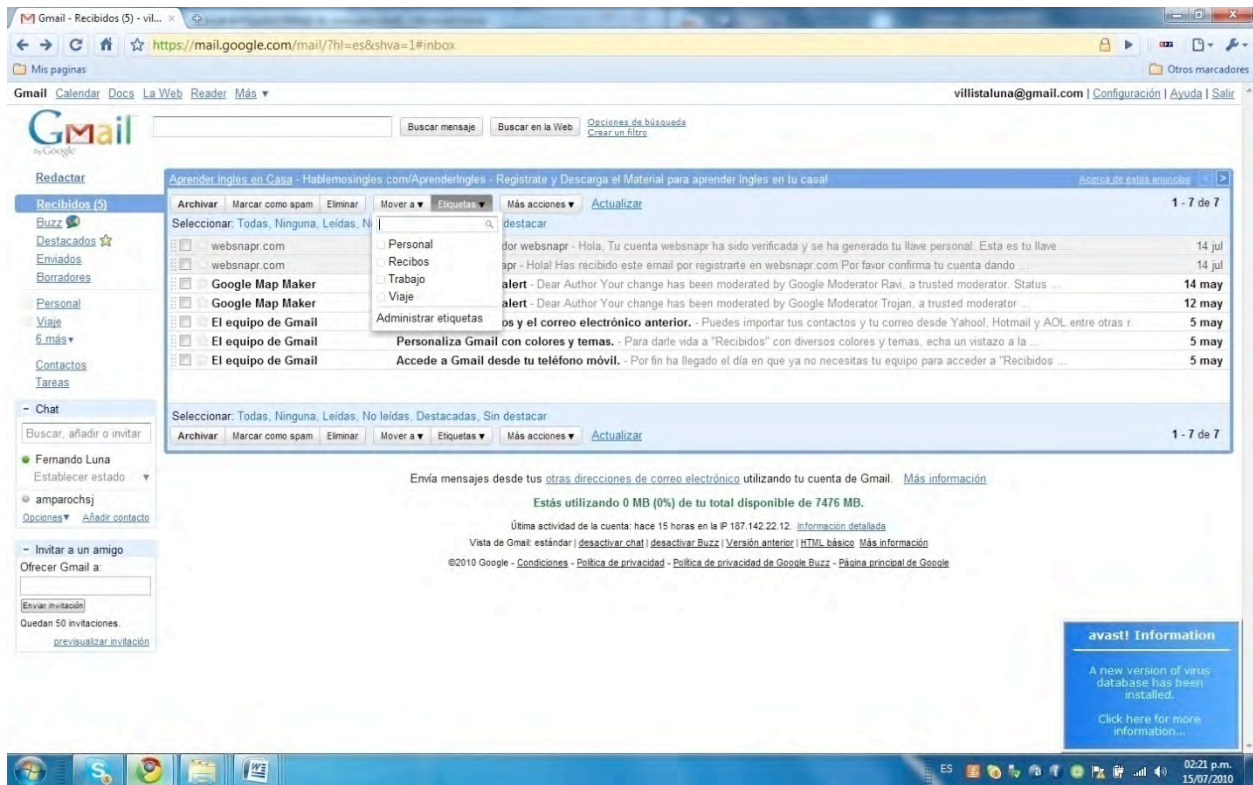 Gmail - Recibidos (5) - vil...
https://mail.google.com/mail/?hl=es&shva=1#inbox
Mis paginas
Otros marcadores
Gmail Calendar Docs La Web Reader Más ▼
villistaluna@gmail.com | Configuración | Ayuda | Salir
Gmail
by Google
Buscar mensaje Buscar en la Web Opciones de búsqueda
Crear un filtro
Redactar
Recibidos (5)
Buzz
Destacados
Enviados
Borradores
Personal
Viaje
6 más▼
Contactos
Tareas
Aprender Ingles en Casa - Hablemosingles.com/AprenderIngles - Registrate y Descarga el Material para aprender Ingles en tu casa!
Acerca de estos anuncios < >
Archivar Marcar como spam Eliminar Mover a ▼ Etiquetas ▼ Más acciones ▼ Actualizar
1 - 7 de 7
Seleccionar: Todas, Ninguna, Leídas, destacar
Personal
Recibos
Trabajo
Viaje
Administrar etiquetas
websnapr.com dor websnapr - Hola, Tu cuenta websnapr ha sido verificada y se ha generado tu llave personal. Esta es tu llave ... 14 jul
websnapr.com apr - Hola! Has recibido este email por registrarte en websnapr.com Por favor confirma tu cuenta dando ... 14 jul
Google Map Maker alert - Dear Author Your change has been moderated by Google Moderator Ravi, a trusted moderator. Status ... 14 may
Google Map Maker alert - Dear Author Your change has been moderated by Google Moderator Trojan, a trusted moderator ... 12 may
El equipo de Gmail os y el correo electrónico anterior. - Puedes importar tus contactos y tu correo desde Yahoo!, Hotmail y AOL entre otras r 5 may
El equipo de Gmail Personaliza Gmail con colores y temas. - Para darle vida a "Recibidos" con diversos colores y temas, echa un vistazo a la ... 5 may
El equipo de Gmail Accede a Gmail desde tu teléfono móvil. - Por fin ha llegado el día en que ya no necesitas tu equipo para acceder a "Recibidos ... 5 may
Seleccionar: Todas, Ninguna, Leídas, No leídas, Destacadas, Sin destacar
Archivar Marcar como spam Eliminar Mover a ▼ Etiquetas ▼ Más acciones ▼ Actualizar
1 - 7 de 7
− Chat
Buscar, añadir o invitar
Fernando Luna
Establecer estado ▼
amparochsj
Opciones▼ Añadir contacto
− Invitar a un amigo
Ofrecer Gmail a:
Enviar invitación
Quedan 50 invitaciones.
previsualizar invitación
Envía mensajes desde tus otras direcciones de correo electrónico utilizando tu cuenta de Gmail. Más información
Estás utilizando 0 MB (0%) de tu total disponible de 7476 MB.
Última actividad de la cuenta: hace 15 horas en la IP 187.142.22.12. Información detallada
Vista de Gmail: estándar | desactivar chat | desactivar Buzz | Versión anterior | HTML básico Más información
©2010 Google - Condiciones - Política de privacidad - Política de privacidad de Google Buzz - Página principal de Google
avast! Information
A new version of virus
database has been
installed.
Click here for more
information...
ES
02:21 p.m.
15/07/2010